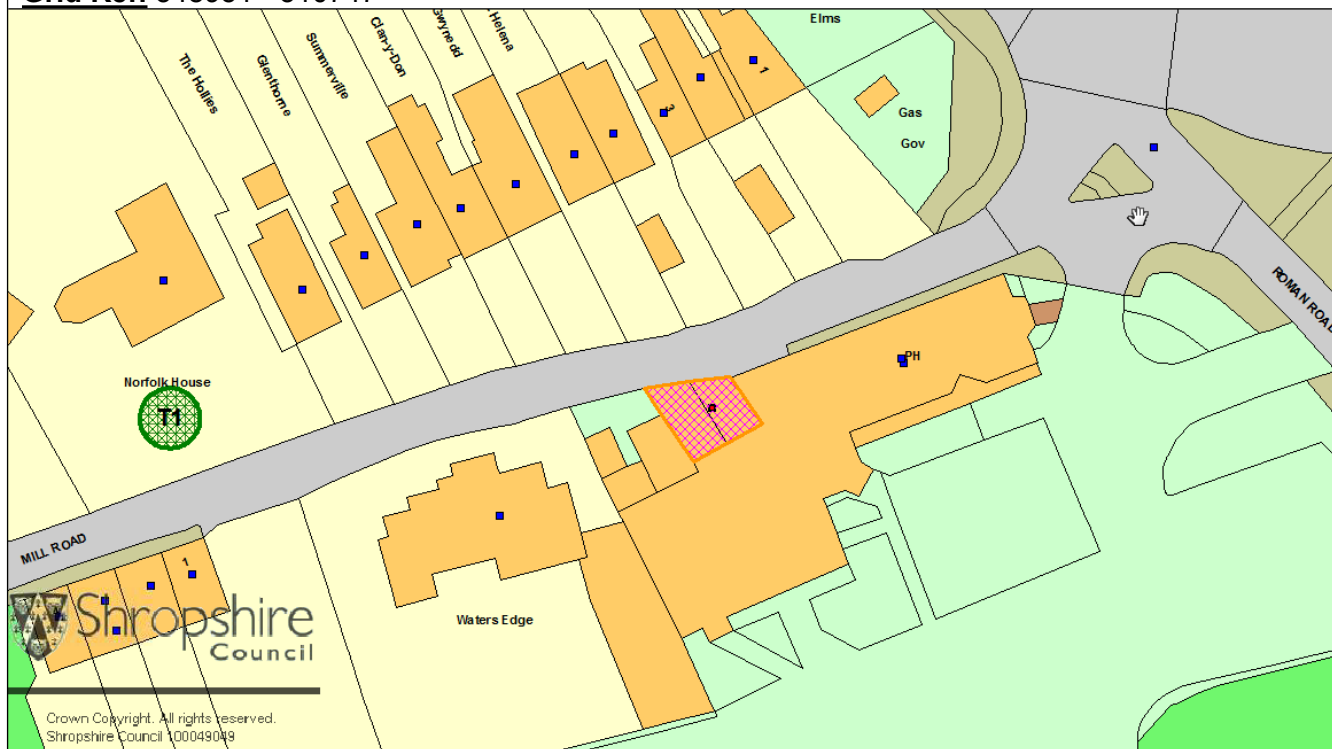 Elms
Gas
Gov
The Hollies
Glenthorne
Summerville
Clan-y-Don
Gwynedd
Helena
3
1
ROMAN ROAD
PH
Norfolk House
T1
MILL ROAD
1
Waters Edge
Shropshire
Council
Crown Copyright. All rights reserved.
Shropshire Council 100049049